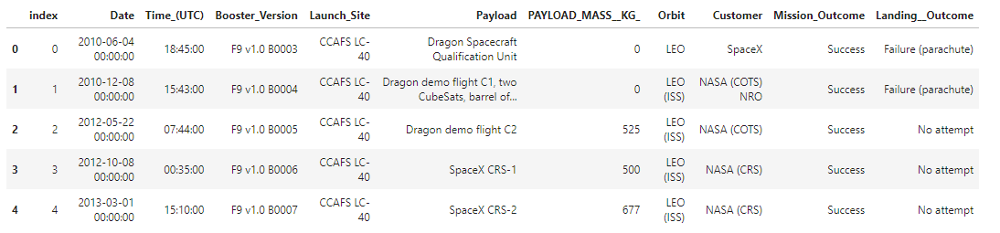 index Date Time_(UTC) Booster_Version Launch_Site Payload PAYLOAD_MASS__KG_ Orbit Customer Mission_Outcome Landing__Outcome
0 0 2010-06-04 00:00:00 18:45:00 F9 v1.0 B0003 CCAFS LC-40 Dragon Spacecraft Qualification Unit 0 LEO SpaceX Success Failure (parachute)
1 1 2010-12-08 00:00:00 15:43:00 F9 v1.0 B0004 CCAFS LC-40 Dragon demo flight C1, two CubeSats, barrel of... 0 LEO (ISS) NASA (COTS) NRO Success Failure (parachute)
2 2 2012-05-22 00:00:00 07:44:00 F9 v1.0 B0005 CCAFS LC-40 Dragon demo flight C2 525 LEO (ISS) NASA (COTS) Success No attempt
3 3 2012-10-08 00:00:00 00:35:00 F9 v1.0 B0006 CCAFS LC-40 SpaceX CRS-1 500 LEO (ISS) NASA (CRS) Success No attempt
4 4 2013-03-01 00:00:00 15:10:00 F9 v1.0 B0007 CCAFS LC-40 SpaceX CRS-2 677 LEO (ISS) NASA (CRS) Success No attempt